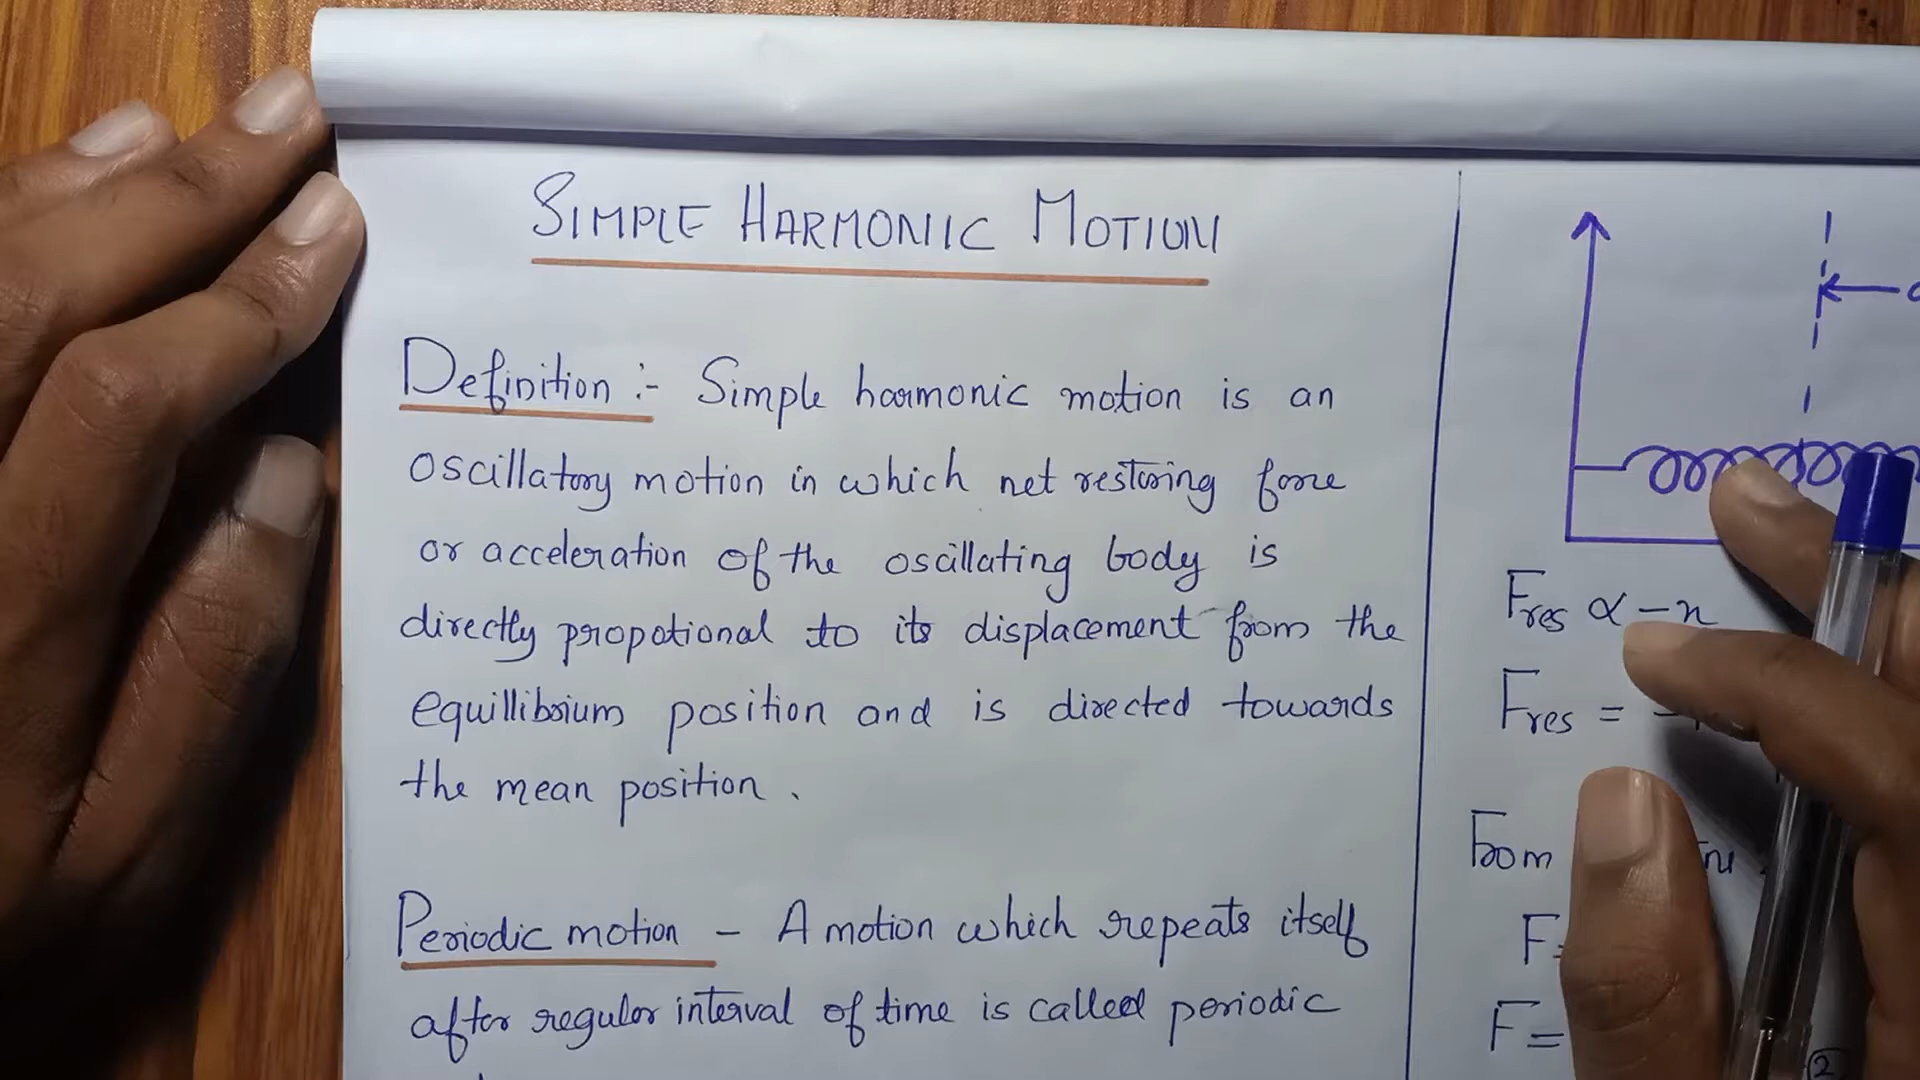 SIMPLE HARMONIC MOTION
Definition :- Simple harmonic motion is an
oscillatory motion in which net restoring force
or acceleration of the oscillating body is
directly propotional to its displacement from the
equillibrium position and is directed towards
the mean position .
Periodic motion - A motion which repeats itself
after regular interval of time is called periodic
Fres α -x
Fres = -
From
F=
F=
2